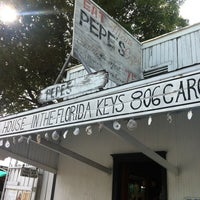 EAT
PEPE'S
PEPE'S
HOUSE IN THE FLORIDA KEYS 806 CARO